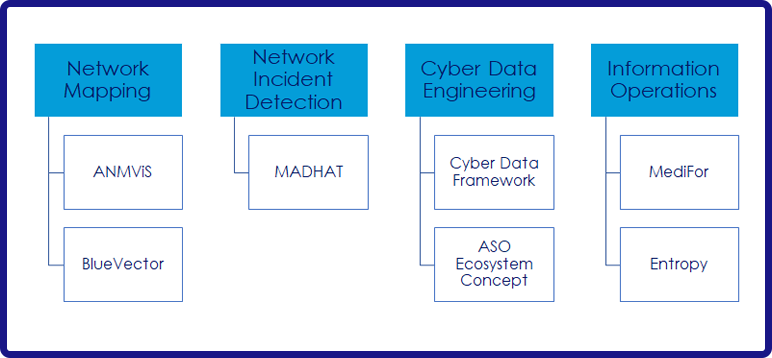 Network
Mapping
ANMViS
BlueVector
Network
Incident
Detection
MADHAT
Cyber Data
Engineering
Cyber Data
Framework
ASO
Ecosystem
Concept
Information
Operations
MediFor
Entropy